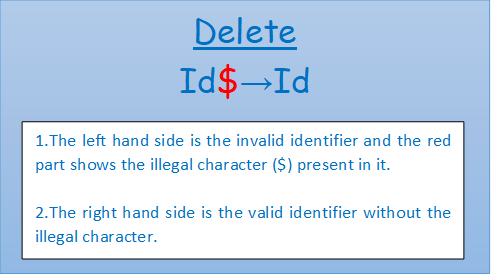 Delete
Id$→Id
1.The left hand side is the invalid identifier and the red
part shows the illegal character ($) present in it.
2.The right hand side is the valid identifier without the
illegal character.